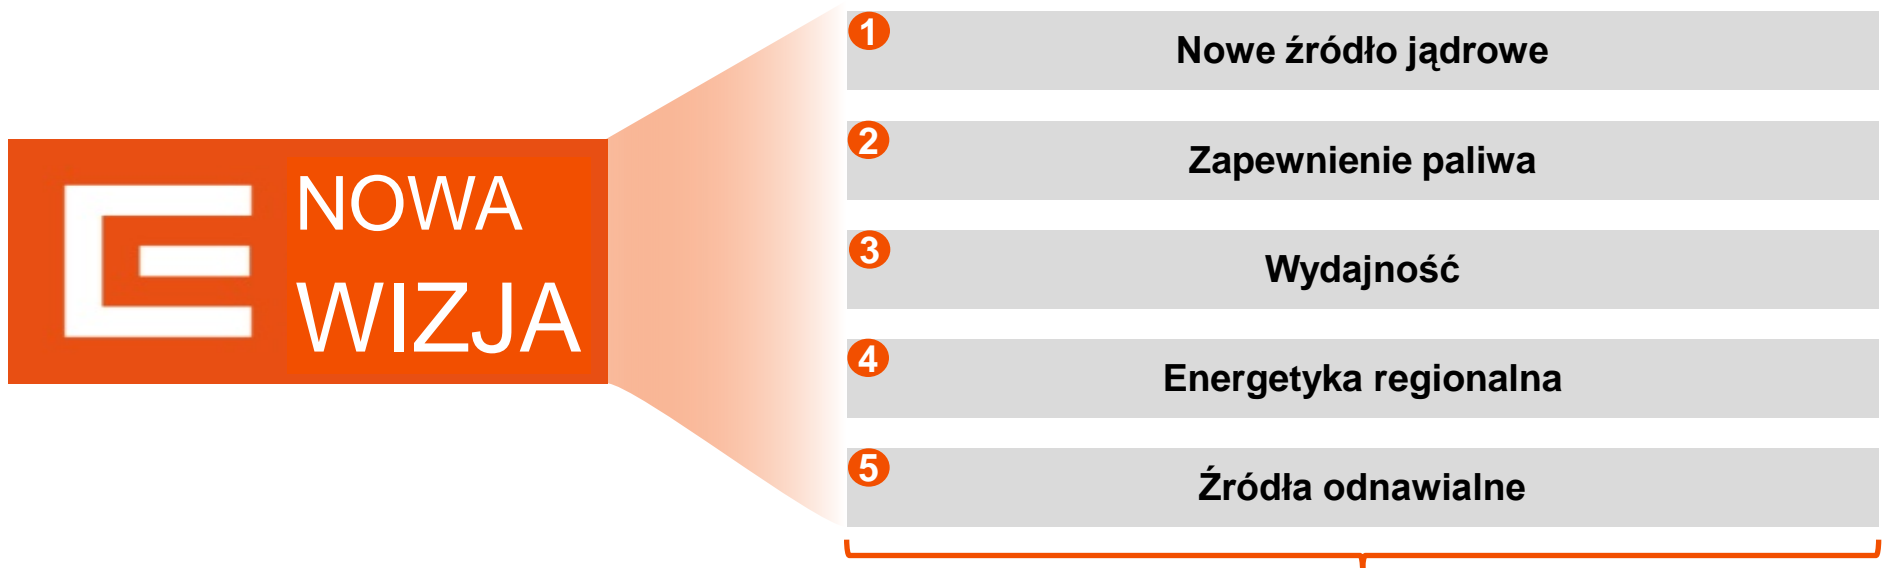 NOWA
WIZJA
1
Nowe źródło jądrowe
2
Zapewnienie paliwa
3
Wydajność
4
Energetyka regionalna
5
Źródła odnawialne